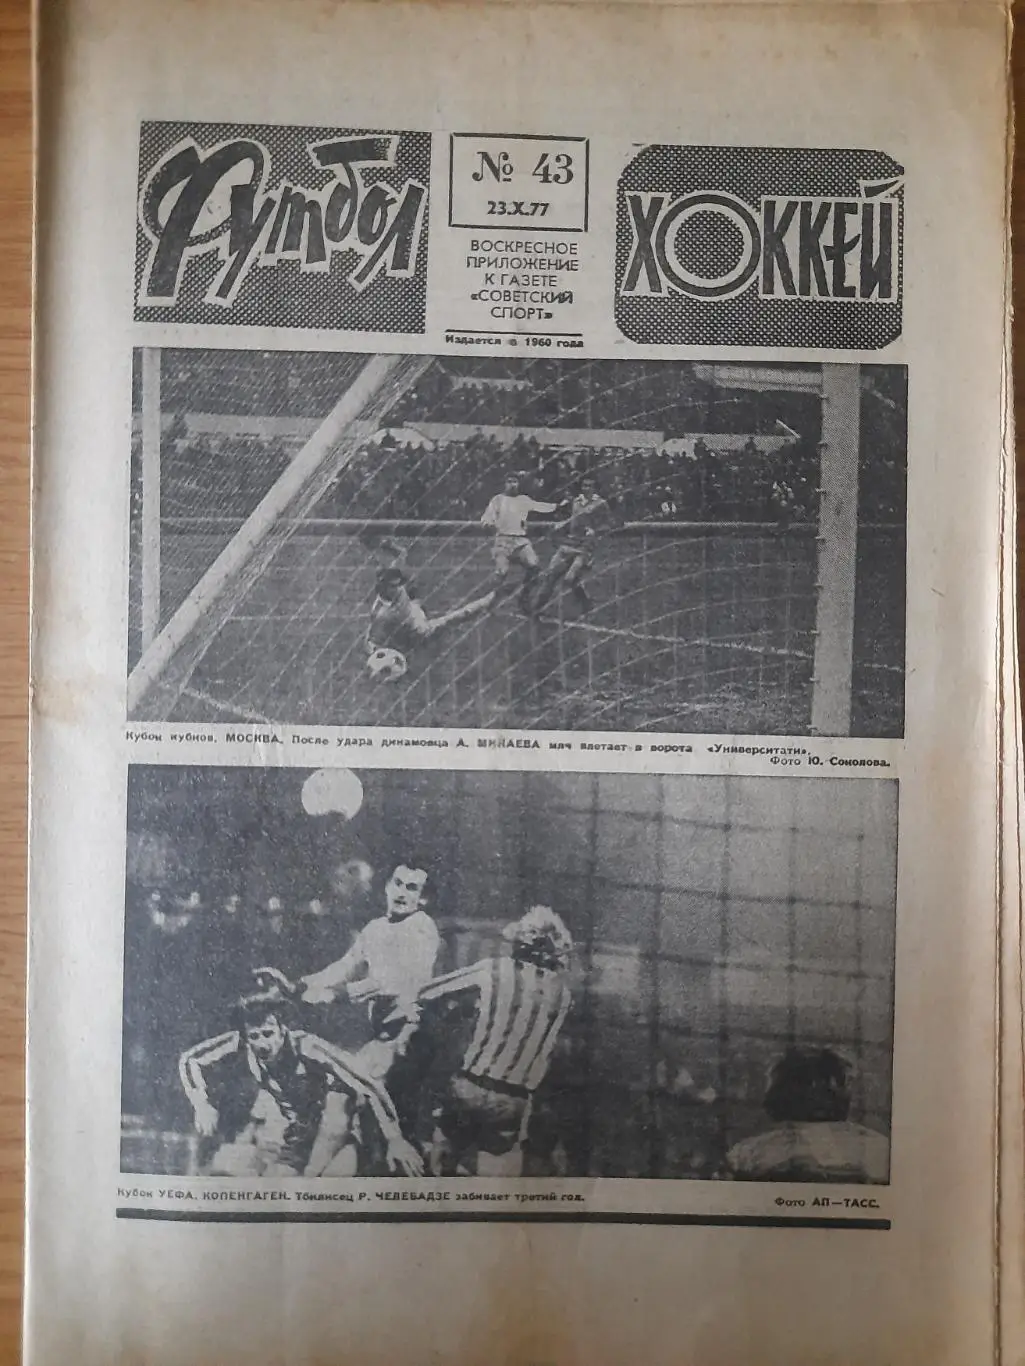 Футбол
№ 43
23.X.77
ВОСКРЕСНОЕ
ПРИЛОЖЕНИЕ
К ГАЗЕТЕ
«СОВЕТСКИЙ
СПОРТ»
Издается с 1960 года
ХОККЕЙ
Кубок кубков. МОСКВА. После удара динамовца А. МИНАЕВА мяч влетает в ворота «Университати».
Фото Ю. Соколова.
Кубок УЕФА. КОПЕНГАГЕН. Тбилисец Р. ЧЕЛЕБАДЗЕ забивает третий гол.
Фото АП—ТАСС.